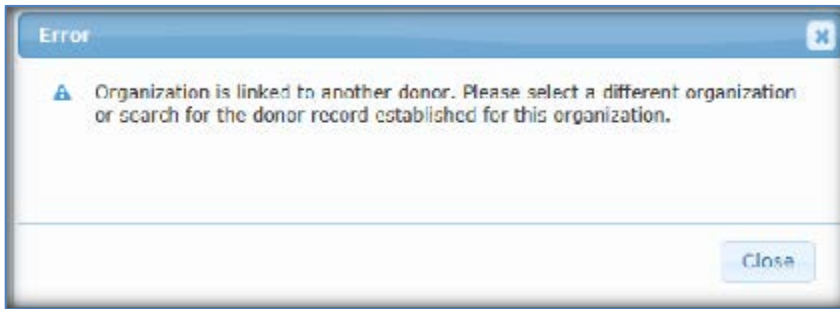 Error
Organization is linked to another donor. Please select a different organization
or search for the donor record established for this organization.
Close